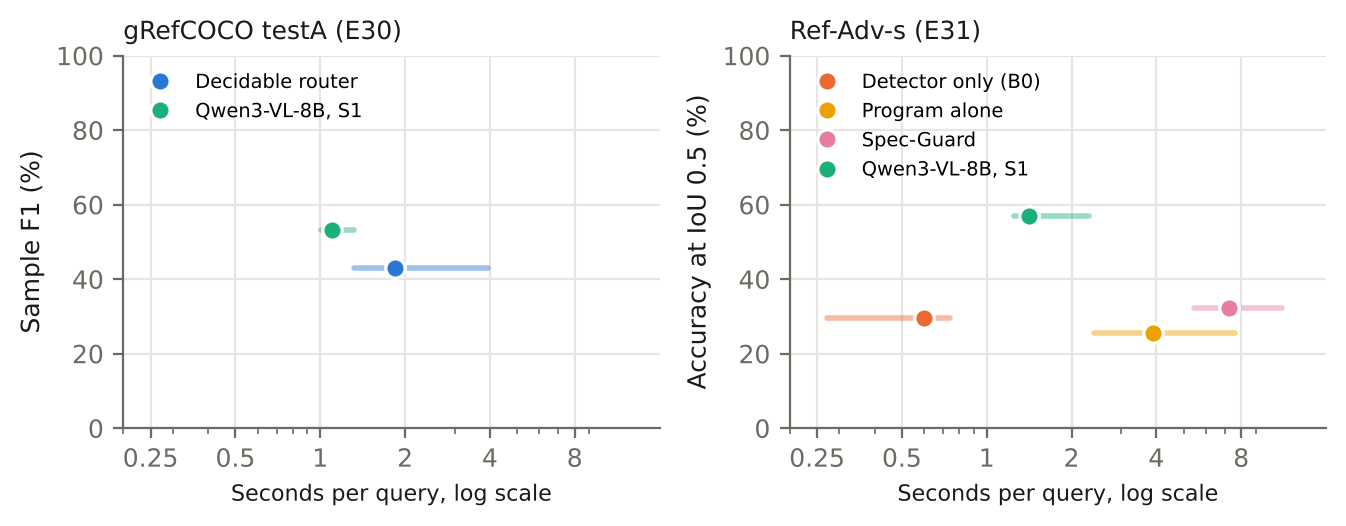 gRefCOCO testA (E30)
Sample F1 (%)
100
80
60
40
20
0
Decidable router
Qwen3-VL-8B, S1
0.25 0.5 1 2 4 8
Seconds per query, log scale
Ref-Adv-s (E31)
Accuracy at IoU 0.5 (%)
100
80
60
40
20
0
Detector only (B0)
Program alone
Spec-Guard
Qwen3-VL-8B, S1
0.25 0.5 1 2 4 8
Seconds per query, log scale